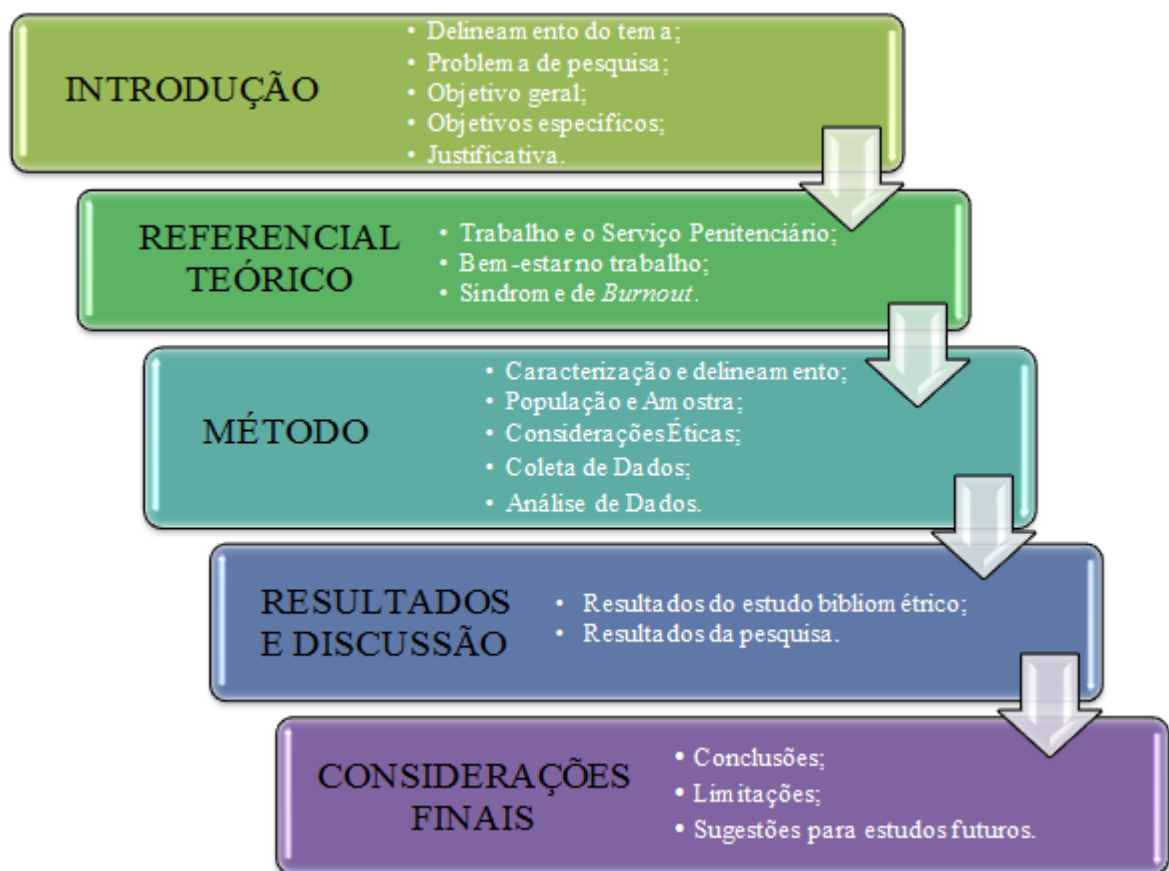 INTRODUÇÃO
• Delineamento do tema;
• Problema de pesquisa;
• Objetivo geral;
• Objetivos específicos;
• Justificativa.
REFERENCIAL
TEÓRICO
• Trabalho e o Serviço Penitenciário;
• Bem-estar no trabalho;
• Síndrome de Burnout.
MÉTODO
• Caracterização e delineamento;
• População e Amostra;
• Considerações Éticas;
• Coleta de Dados;
• Análise de Dados.
RESULTADOS
E DISCUSSÃO
• Resultados do estudo bibliométrico;
• Resultados da pesquisa.
CONSIDERAÇÕES
FINAIS
• Conclusões;
• Limitações;
• Sugestões para estudos futuros.